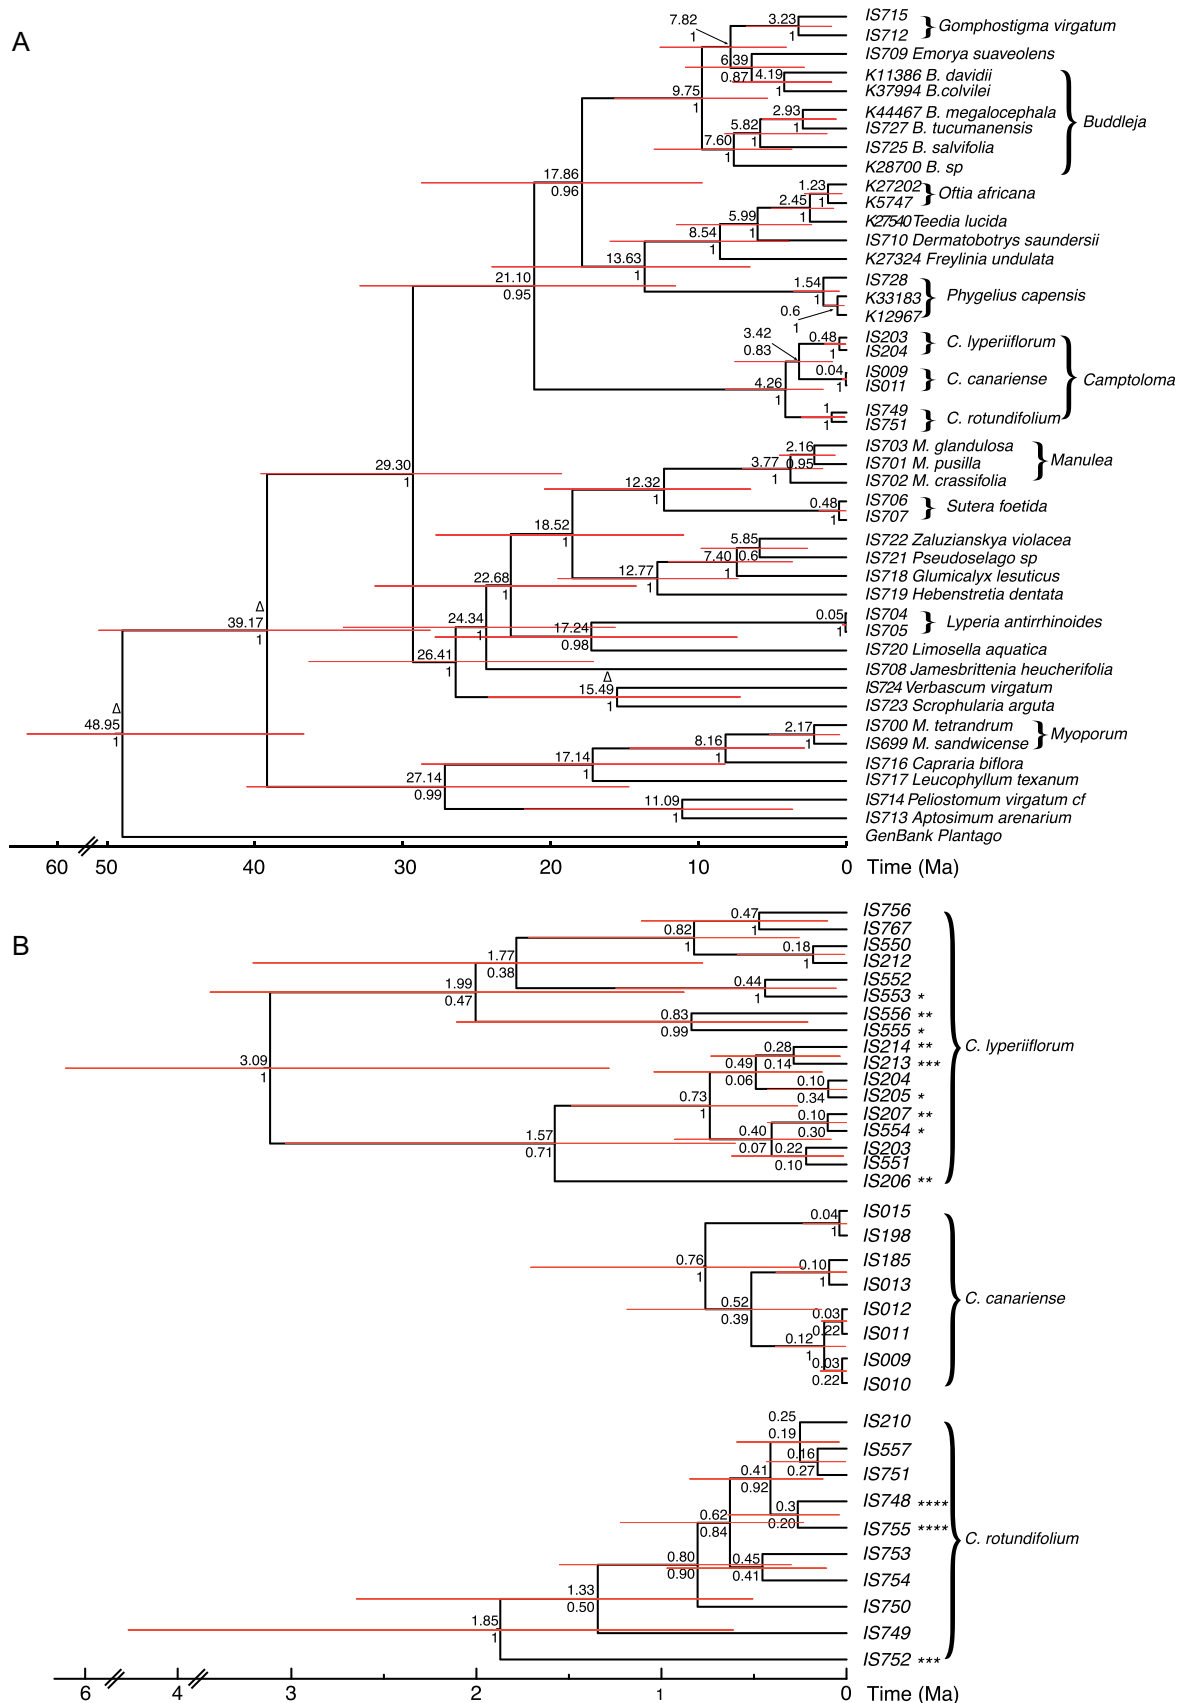 A
7.82
1
3.23
1
IS715
IS712
Gomphostigma virgatum
6.39
0.87
IS709 Emorya suaveolens
4.19
1
K11386 B. davidii
K37994 B.colvilei
9.75
1
2.93
1
K44467 B. megalocephala
IS727 B. tucumanensis
Buddleja
5.82
1
IS725 B. salvifolia
7.60
1
K28700 B. sp
17.86
0.96
1.23
1
K27202
K5747
Oftia africana
2.45
1
K27540 Teedia lucida
5.99
1
IS710 Dermatobotrys saundersii
8.54
1
K27324 Freylinia undulata
13.63
1
21.10
0.95
1.54
1
IS728
K33183
K12967
Phygelius capensis
0.6
1
3.42
0.83
0.48
1
IS203
IS204
C. lyperiiflorum
0.04
1
IS009
IS011
C. canariense
Camptoloma
4.26
1
1
1
IS749
IS751
C. rotundifolium
29.30
1
2.16
0.95
IS703 M. glandulosa
IS701 M. pusilla
3.77
1
IS702 M. crassifolia
Manulea
12.32
1
0.48
1
IS706
IS707
Sutera foetida
18.52
1
5.85
0.6
IS722 Zaluzianskya violacea
IS721 Pseudoselago sp
7.40
1
IS718 Glumicalyx lesuticus
12.77
1
IS719 Hebenstretia dentata
22.68
1
0.05
1
IS704
IS705
Lyperia antirrhinoides
17.24
0.98
IS720 Limosella aquatica
24.34
1
IS708 Jamesbrittenia heucherifolia
26.41
1
Δ
39.17
1
Δ
15.49
1
IS724 Verbascum virgatum
IS723 Scrophularia arguta
Δ
48.95
1
2.17
1
IS700 M. tetrandrum
IS699 M. sandwicense
Myoporum
8.16
1
IS716 Capraria biflora
17.14
1
IS717 Leucophyllum texanum
27.14
0.99
11.09
1
IS714 Peliostomum virgatum cf
IS713 Aptosimum arenarium
GenBank Plantago
60 50 40 30 20 10 0 Time (Ma)
B
0.47
1
IS756
IS767
0.82
1
0.18
1
IS550
IS212
1.77
0.38
0.44
1
IS552
IS553 *
1.99
0.47
0.83
0.99
IS556 **
IS555 *
C. lyperiiflorum
3.09
1
0.28
0.14
IS214 **
IS213 ***
0.49
0.06
0.10
0.34
IS204
IS205 *
0.73
1
0.10
0.30
IS207 **
IS554 *
0.40
0.07
0.22
0.10
IS203
IS551
1.57
0.71
IS206 **
0.04
1
IS015
IS198
0.76
1
0.10
1
IS185
IS013
C. canariense
0.52
0.39
0.03
0.22
IS012
IS011
0.12
1
0.03
0.22
IS009
IS010
0.25
0.19
IS210
0.16
0.27
IS557
IS751
0.41
0.92
0.3
0.20
IS748 ****
IS755 ****
0.62
0.84
C. rotundifolium
0.45
0.41
IS753
IS754
0.80
0.90
IS750
1.33
0.50
IS749
1.85
1
IS752 ***
6 4 3 2 1 0 Time (Ma)